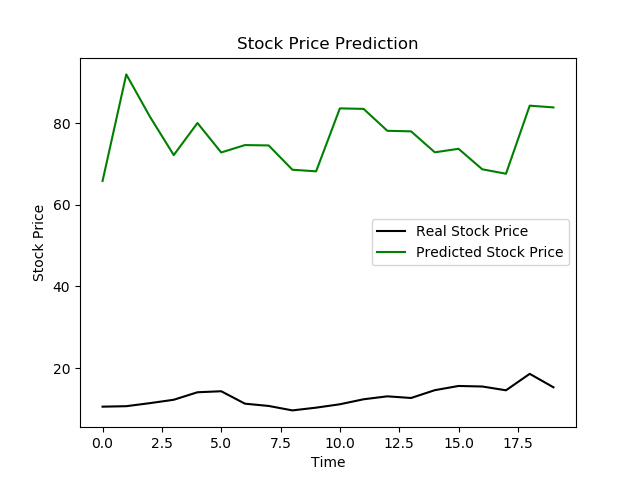 Stock Price Prediction
80
60
40
20
Stock Price
Real Stock Price
Predicted Stock Price
0.0 2.5 5.0 7.5 10.0 12.5 15.0 17.5
Time